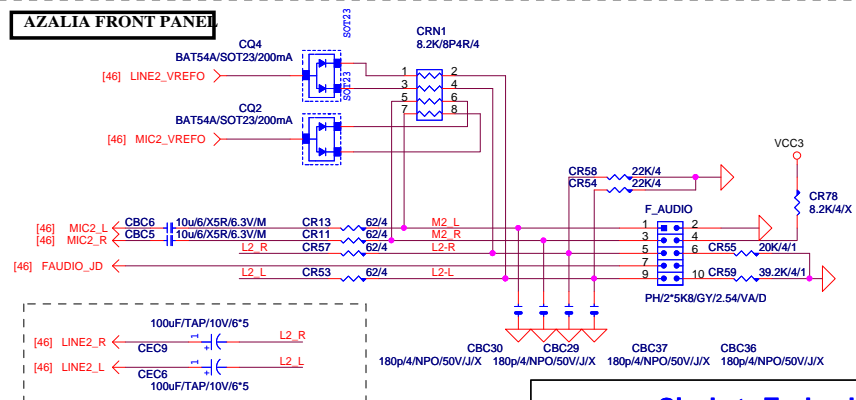 AZALIA FRONT PANEL
SOT23
CQ4
BAT54A/SOT23/200mA
CRN1
8.2K/8P4R/4
[46] LINE2_VREFO
1 2
3 4
5 6
7 8
SOT23
CQ2
BAT54A/SOT23/200mA
[46] MIC2_VREFO
VCC3
CR58 22K/4
CR54 22K/4
CR78
8.2K/4/X
F_AUDIO
[46] MIC2_L CBC6 10u/6/X5R/6.3V/M CR13 62/4 M2_L 1 2
[46] MIC2_R CBC5 10u/6/X5R/6.3V/M CR11 62/4 M2_R 3 4
L2_R CR57 62/4 L2-R 5 6 CR55 20K/4/1
[46] FAUDIO_JD 7
L2_L CR53 62/4 L2-L 9 10 CR59 39.2K/4/1
PH/2*5K8/GY/2.54/VA/D
100uF/TAP/10V/6*5
[46] LINE2_R 1 + L2_R
CEC9
[46] LINE2_L 1 + L2_L
CEC6
100uF/TAP/10V/6*5
CBC30 CBC29 CBC37 CBC36
180p/4/NPO/50V/J/X 180p/4/NPO/50V/J/X 180p/4/NPO/50V/J/X 180p/4/NPO/50V/J/X